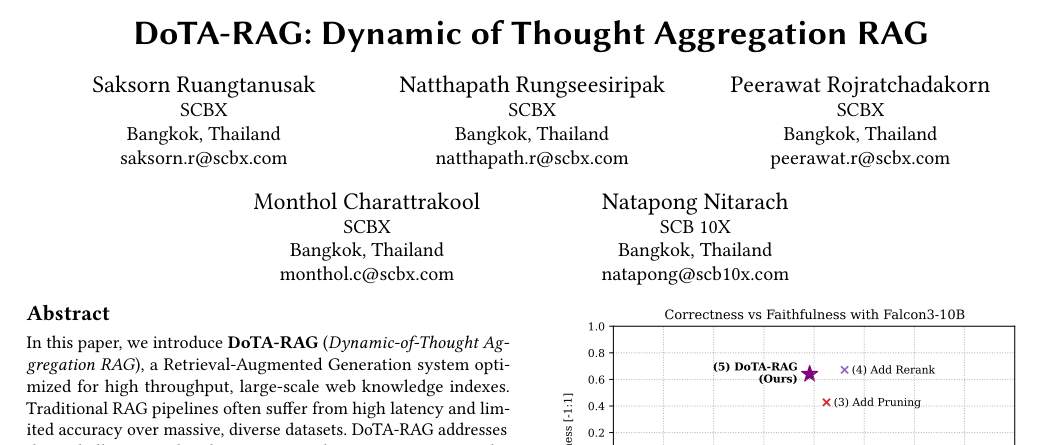 DoTA-RAG: Dynamic of Thought Aggregation RAG
Saksorn Ruangtanusak
SCBX
Bangkok, Thailand
saksorn.r@scbx.com
Natthapath Rungseesiripak
SCBX
Bangkok, Thailand
natthapath.r@scbx.com
Peerawat Rojratchadakorn
SCBX
Bangkok, Thailand
peerawat.r@scbx.com
Monthol Charattrakool
SCBX
Bangkok, Thailand
monthol.c@scbx.com
Natapong Nitarach
SCB 10X
Bangkok, Thailand
natapong@scb10x.com
Abstract
In this paper, we introduce DoTA-RAG (Dynamic-of-Thought Ag-
gregation RAG), a Retrieval-Augmented Generation system opti-
mized for high throughput, large-scale web knowledge indexes.
Traditional RAG pipelines often suffer from high latency and lim-
ited accuracy over massive, diverse datasets. DoTA-RAG addresses
Correctness vs Faithfulness with Falcon3-10B
1.0
0.8
(5) DoTA-RAG
(Ours)
(4) Add Rerank
0.6
(3) Add Pruning
0.4
0.2
[-1:1]